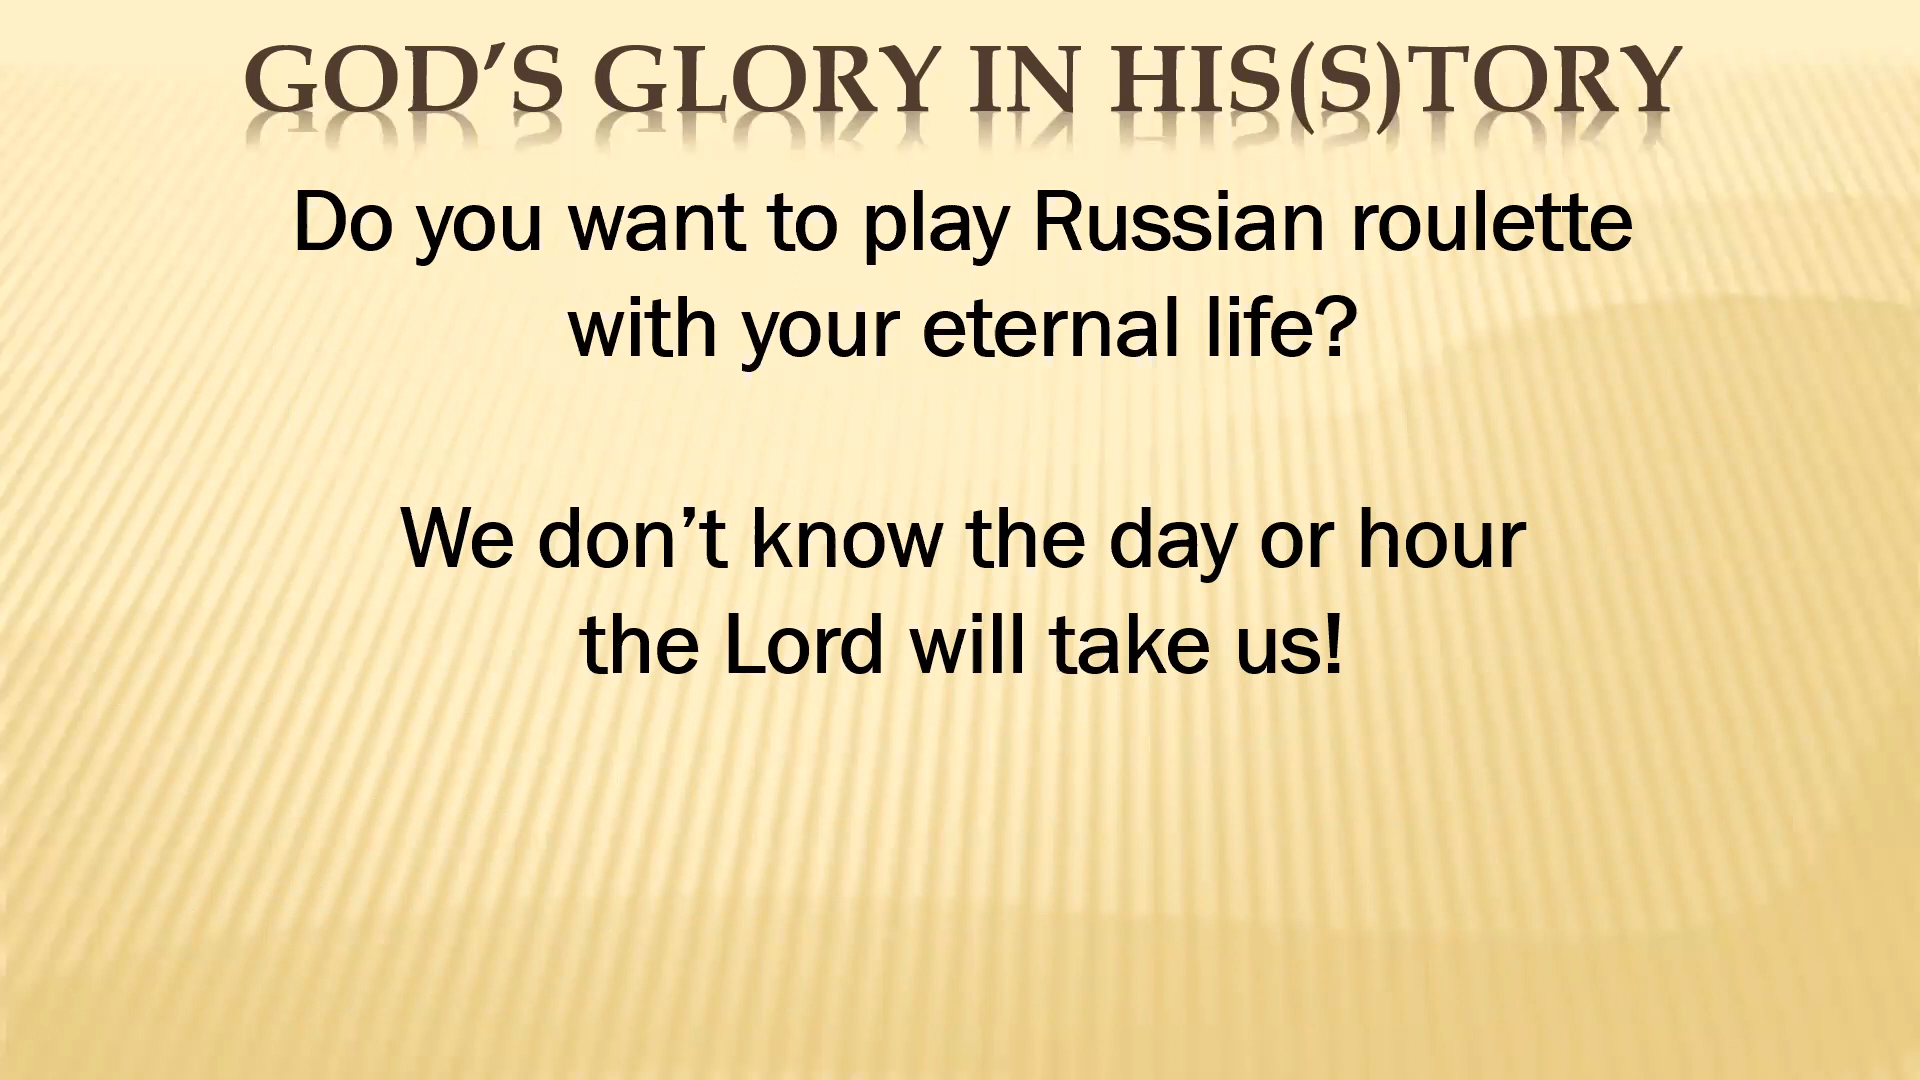 GOD’S GLORY IN HIS(S)TORY
Do you want to play Russian roulette
with your eternal life?
We don’t know the day or hour
the Lord will take us!